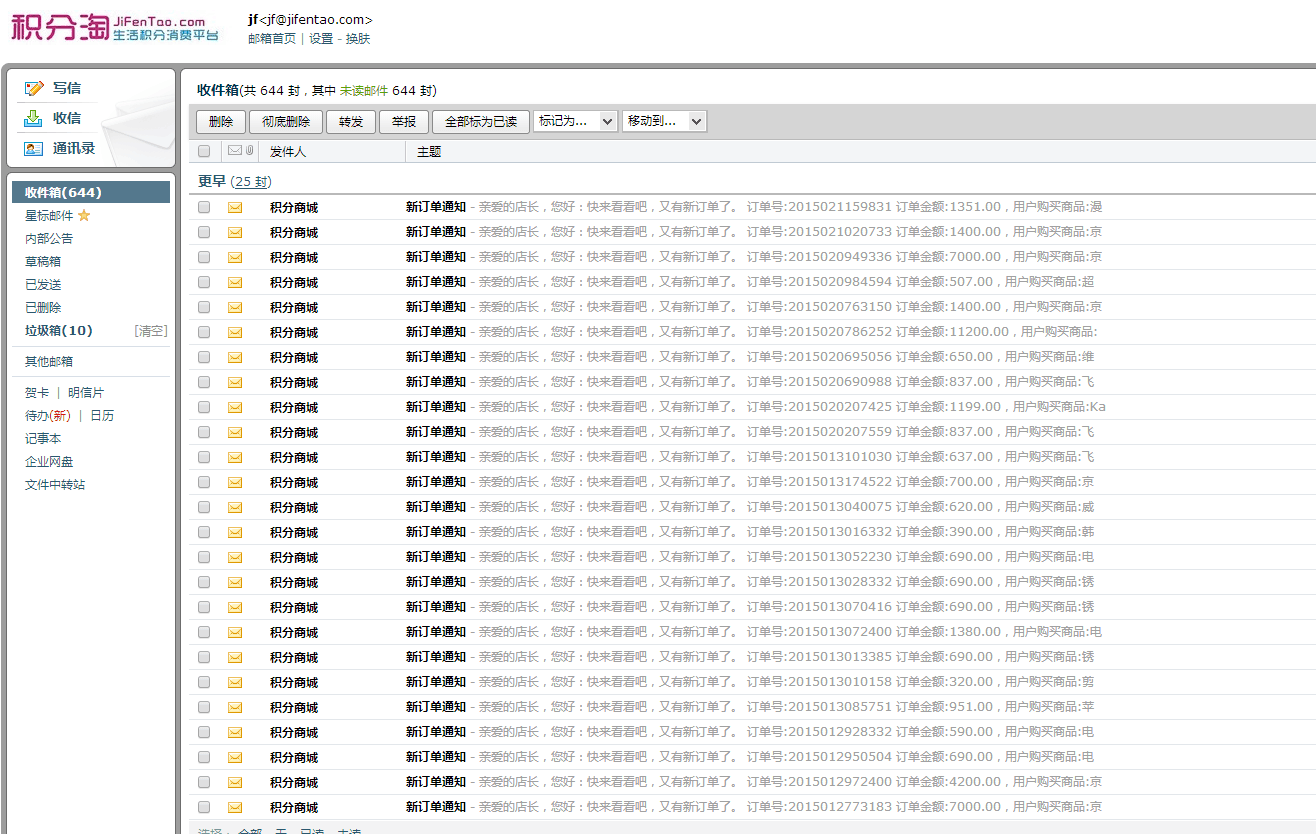 积分淘 JiFenTao.com
生活积分消费平台
jf<jf@jifentao.com>
邮箱首页 | 设置 - 换肤
写信
收信
通讯录
收件箱(644)
星标邮件
内部公告
草稿箱
已发送
已删除
垃圾箱(10) [清空]
其他邮箱
贺卡 | 明信片
待办(新) | 日历
记事本
企业网盘
文件中转站
收件箱(共 644 封，其中 未读邮件 644 封)
删除 彻底删除 转发 举报 全部标为已读 标记为... 移动到...
发件人 主题
更早 (25 封)
积分商城 新订单通知 - 亲爱的店长，您好：快来看看吧，又有新订单了。 订单号:2015021159831 订单金额:1351.00，用户购买商品:漫
积分商城 新订单通知 - 亲爱的店长，您好：快来看看吧，又有新订单了。 订单号:2015021020733 订单金额:1400.00，用户购买商品:京
积分商城 新订单通知 - 亲爱的店长，您好：快来看看吧，又有新订单了。 订单号:2015020949336 订单金额:7000.00，用户购买商品:京
积分商城 新订单通知 - 亲爱的店长，您好：快来看看吧，又有新订单了。 订单号:2015020984594 订单金额:507.00，用户购买商品:超
积分商城 新订单通知 - 亲爱的店长，您好：快来看看吧，又有新订单了。 订单号:2015020763150 订单金额:1400.00，用户购买商品:京
积分商城 新订单通知 - 亲爱的店长，您好：快来看看吧，又有新订单了。 订单号:2015020786252 订单金额:11200.00，用户购买商品:
积分商城 新订单通知 - 亲爱的店长，您好：快来看看吧，又有新订单了。 订单号:2015020695056 订单金额:650.00，用户购买商品:维
积分商城 新订单通知 - 亲爱的店长，您好：快来看看吧，又有新订单了。 订单号:2015020690988 订单金额:837.00，用户购买商品:飞
积分商城 新订单通知 - 亲爱的店长，您好：快来看看吧，又有新订单了。 订单号:2015020207425 订单金额:1199.00，用户购买商品:Ka
积分商城 新订单通知 - 亲爱的店长，您好：快来看看吧，又有新订单了。 订单号:2015020207559 订单金额:837.00，用户购买商品:飞
积分商城 新订单通知 - 亲爱的店长，您好：快来看看吧，又有新订单了。 订单号:2015013101030 订单金额:637.00，用户购买商品:飞
积分商城 新订单通知 - 亲爱的店长，您好：快来看看吧，又有新订单了。 订单号:2015013174522 订单金额:700.00，用户购买商品:京
积分商城 新订单通知 - 亲爱的店长，您好：快来看看吧，又有新订单了。 订单号:2015013040075 订单金额:620.00，用户购买商品:威
积分商城 新订单通知 - 亲爱的店长，您好：快来看看吧，又有新订单了。 订单号:2015013016332 订单金额:390.00，用户购买商品:韩
积分商城 新订单通知 - 亲爱的店长，您好：快来看看吧，又有新订单了。 订单号:2015013052230 订单金额:690.00，用户购买商品:电
积分商城 新订单通知 - 亲爱的店长，您好：快来看看吧，又有新订单了。 订单号:2015013028332 订单金额:690.00，用户购买商品:锈
积分商城 新订单通知 - 亲爱的店长，您好：快来看看吧，又有新订单了。 订单号:2015013070416 订单金额:690.00，用户购买商品:锈
积分商城 新订单通知 - 亲爱的店长，您好：快来看看吧，又有新订单了。 订单号:2015013072400 订单金额:1380.00，用户购买商品:电
积分商城 新订单通知 - 亲爱的店长，您好：快来看看吧，又有新订单了。 订单号:2015013013385 订单金额:690.00，用户购买商品:锈
积分商城 新订单通知 - 亲爱的店长，您好：快来看看吧，又有新订单了。 订单号:2015013010158 订单金额:320.00，用户购买商品:剪
积分商城 新订单通知 - 亲爱的店长，您好：快来看看吧，又有新订单了。 订单号:2015013085751 订单金额:951.00，用户购买商品:苹
积分商城 新订单通知 - 亲爱的店长，您好：快来看看吧，又有新订单了。 订单号:2015012928332 订单金额:590.00，用户购买商品:电
积分商城 新订单通知 - 亲爱的店长，您好：快来看看吧，又有新订单了。 订单号:2015012950504 订单金额:690.00，用户购买商品:电
积分商城 新订单通知 - 亲爱的店长，您好：快来看看吧，又有新订单了。 订单号:2015012972400 订单金额:4200.00，用户购买商品:京
积分商城 新订单通知 - 亲爱的店长，您好：快来看看吧，又有新订单了。 订单号:2015012773183 订单金额:7000.00，用户购买商品:京
选择： 全部 无 已读 未读